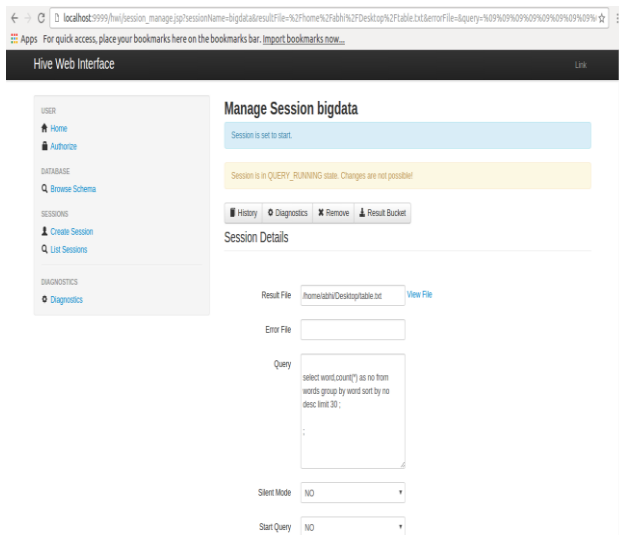 localhost:9999/hwi/session_manage.jsp?sessionName=bigdata&resultFile=%2Fhome%2Fabhi%2FDesktop%2Ftable.txt&errorFile=&query=%09%09%09%09%09%09%09%09%
Apps For quick access, place your bookmarks here on the bookmarks bar. Import bookmarks now...
Hive Web Interface
Link
USER
Home
Authorize
DATABASE
Browse Schema
SESSIONS
Create Session
List Sessions
DIAGNOSTICS
Diagnostics
Manage Session bigdata
Session is set to start.
Session is in QUERY_RUNNING state. Changes are not possible!
History Diagnostics Remove Result Bucket
Session Details
Result File /home/abhi/Desktop/table.txt View File
Error File
Query
select word,count(*) as no from
words group by word sort by no
desc limit 30 ;
;
Silent Mode NO
Start Query NO